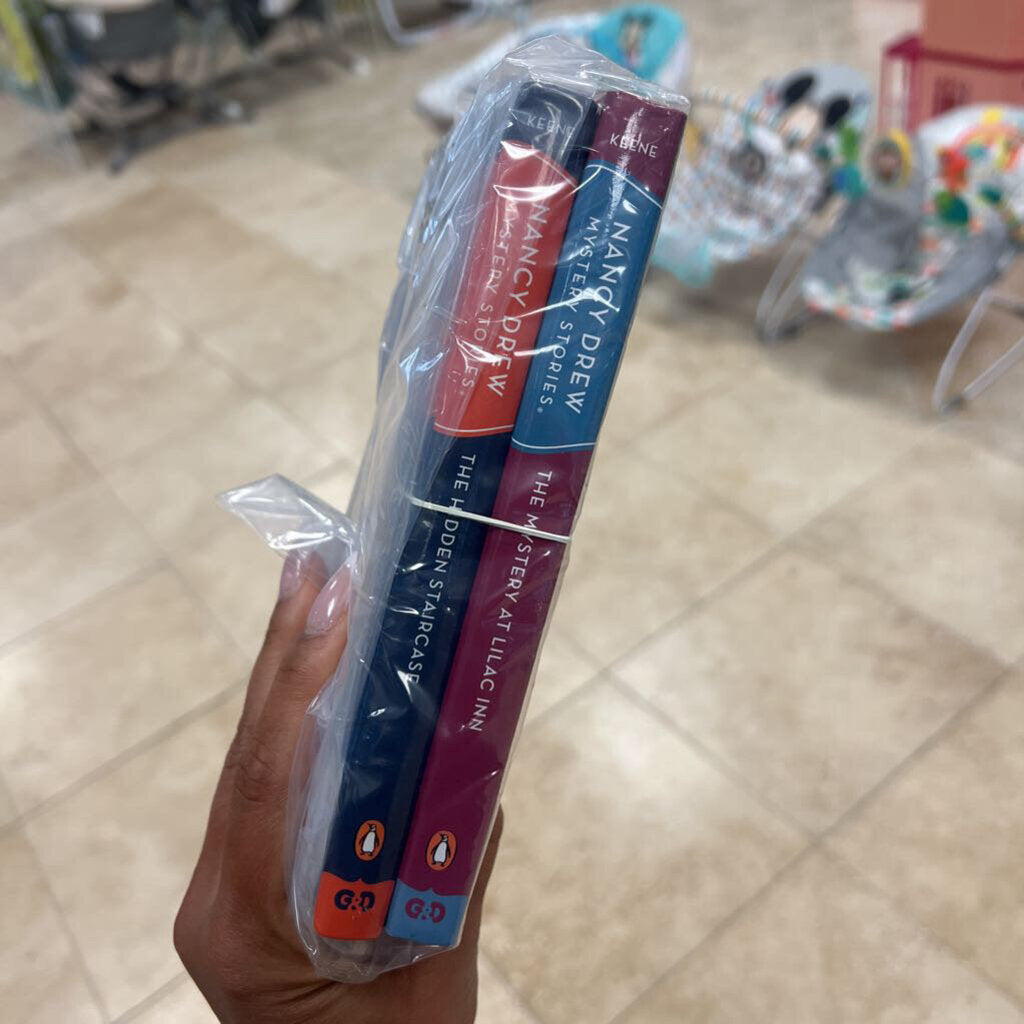 KEENE
NANCY DREW
MYSTERY STORIES
THE HIDDEN STAIRCASE
G&D
KEENE
NANCY DREW
MYSTERY STORIES®
THE MYSTERY AT LILAC INN
G&D